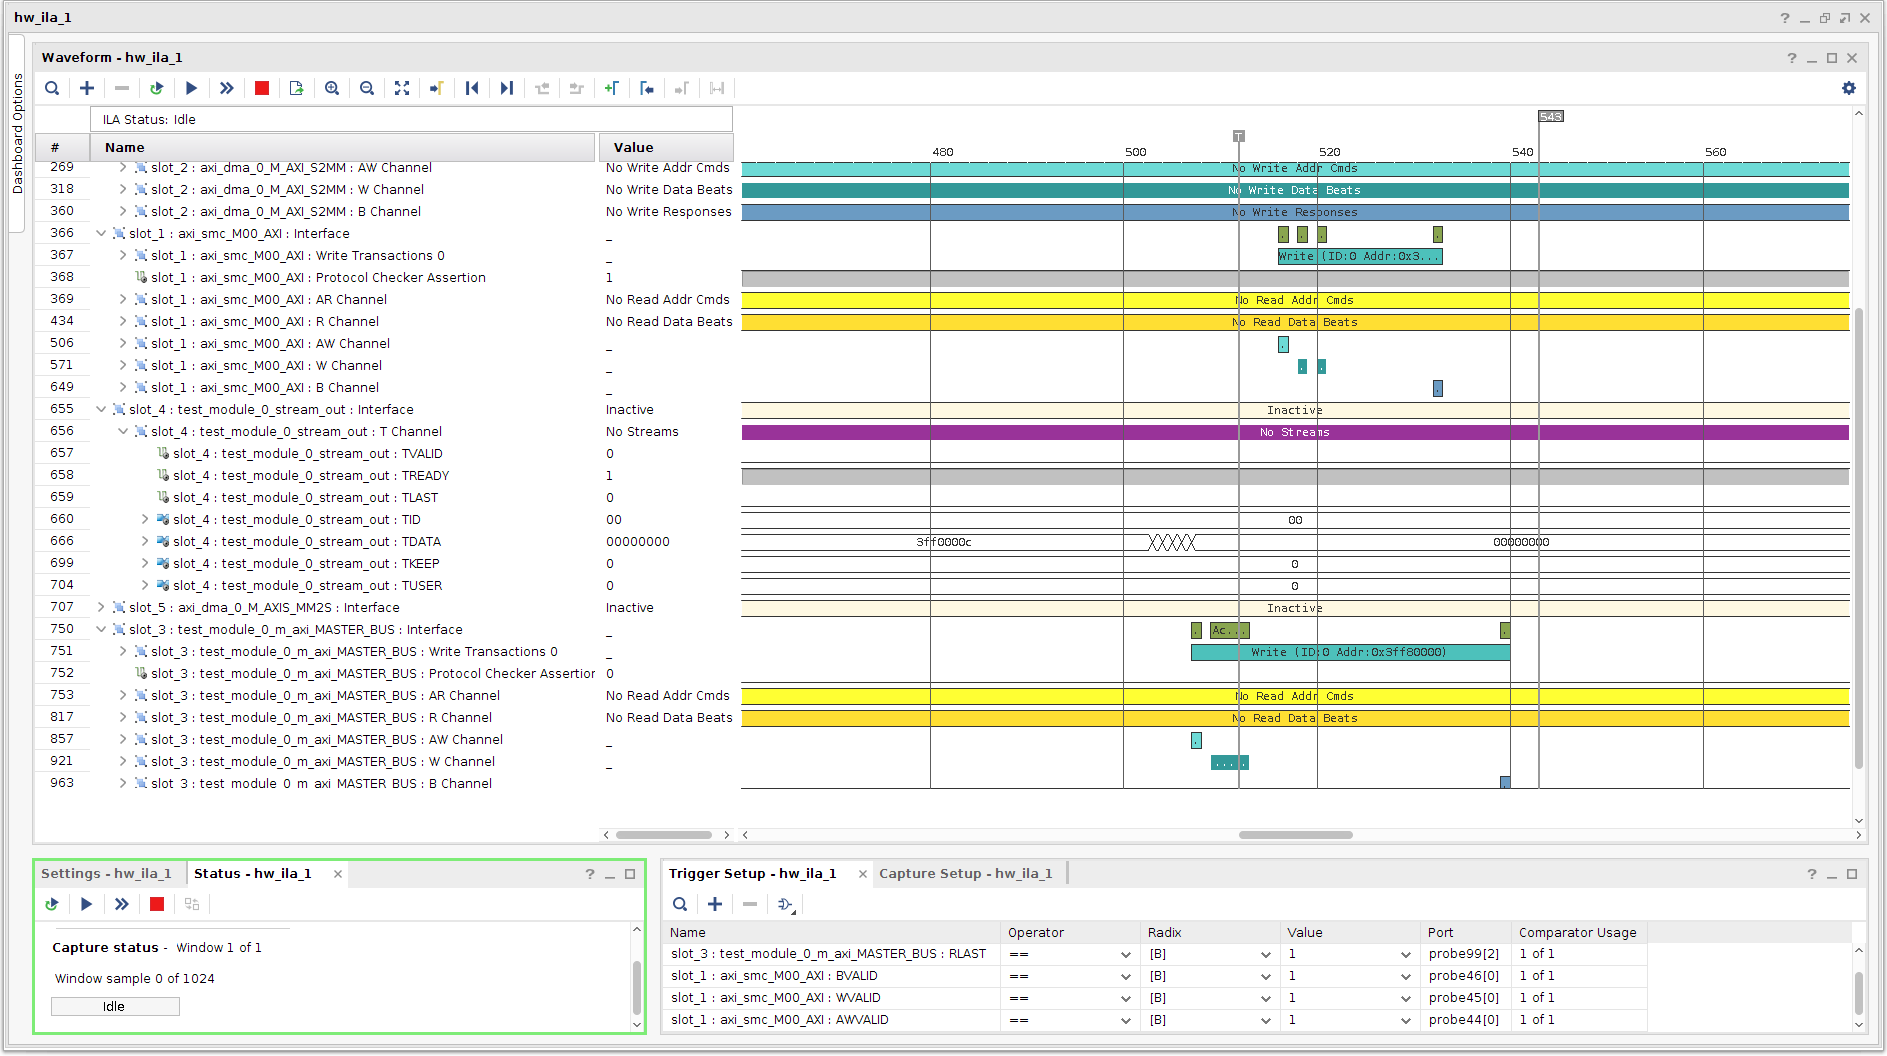 hw_ila_1
Dashboard Options
Waveform - hw_ila_1
ILA Status: Idle
543
T
# Name Value 480 500 520 540 560
269 slot_2 : axi_dma_0_M_AXI_S2MM : AW Channel No Write Addr Cmds No Write Addr Cmds
318 slot_2 : axi_dma_0_M_AXI_S2MM : W Channel No Write Data Beats No Write Data Beats
360 slot_2 : axi_dma_0_M_AXI_S2MM : B Channel No Write Responses No Write Responses
366 slot_1 : axi_smc_M00_AXI : Interface _ . . . .
367 slot_1 : axi_smc_M00_AXI : Write Transactions 0 _ Write (ID:0 Addr:0x3...
368 slot_1 : axi_smc_M00_AXI : Protocol Checker Assertion 1
369 slot_1 : axi_smc_M00_AXI : AR Channel No Read Addr Cmds No Read Addr Cmds
434 slot_1 : axi_smc_M00_AXI : R Channel No Read Data Beats No Read Data Beats
506 slot_1 : axi_smc_M00_AXI : AW Channel _ .
571 slot_1 : axi_smc_M00_AXI : W Channel _ . .
649 slot_1 : axi_smc_M00_AXI : B Channel _ .
655 slot_4 : test_module_0_stream_out : Interface Inactive Inactive
656 slot_4 : test_module_0_stream_out : T Channel No Streams No Streams
657 slot_4 : test_module_0_stream_out : TVALID 0
658 slot_4 : test_module_0_stream_out : TREADY 1
659 slot_4 : test_module_0_stream_out : TLAST 0
660 slot_4 : test_module_0_stream_out : TID 00 00
666 slot_4 : test_module_0_stream_out : TDATA 00000000 3ff0000c 00000000
699 slot_4 : test_module_0_stream_out : TKEEP 0 0
704 slot_4 : test_module_0_stream_out : TUSER 0 0
707 slot_5 : axi_dma_0_M_AXIS_MM2S : Interface Inactive Inactive
750 slot_3 : test_module_0_m_axi_MASTER_BUS : Interface _ . Ac... .
751 slot_3 : test_module_0_m_axi_MASTER_BUS : Write Transactions 0 _ Write (ID:0 Addr:0x3ff80000)
752 slot_3 : test_module_0_m_axi_MASTER_BUS : Protocol Checker Assertior 0
753 slot_3 : test_module_0_m_axi_MASTER_BUS : AR Channel No Read Addr Cmds No Read Addr Cmds
817 slot_3 : test_module_0_m_axi_MASTER_BUS : R Channel No Read Data Beats No Read Data Beats
857 slot_3 : test_module_0_m_axi_MASTER_BUS : AW Channel _ .
921 slot_3 : test_module_0_m_axi_MASTER_BUS : W Channel _ ....
963 slot_3 : test_module_0_m_axi_MASTER_BUS : B Channel .
Settings - hw_ila_1 Status - hw_ila_1
Capture status - Window 1 of 1
Window sample 0 of 1024
Idle
Trigger Setup - hw_ila_1 Capture Setup - hw_ila_1
Name Operator Radix Value Port Comparator Usage
slot_3 : test_module_0_m_axi_MASTER_BUS : RLAST == [B] 1 probe99[2] 1 of 1
slot_1 : axi_smc_M00_AXI : BVALID == [B] 1 probe46[0] 1 of 1
slot_1 : axi_smc_M00_AXI : WVALID == [B] 1 probe45[0] 1 of 1
slot_1 : axi_smc_M00_AXI : AWVALID == [B] 1 probe44[0] 1 of 1